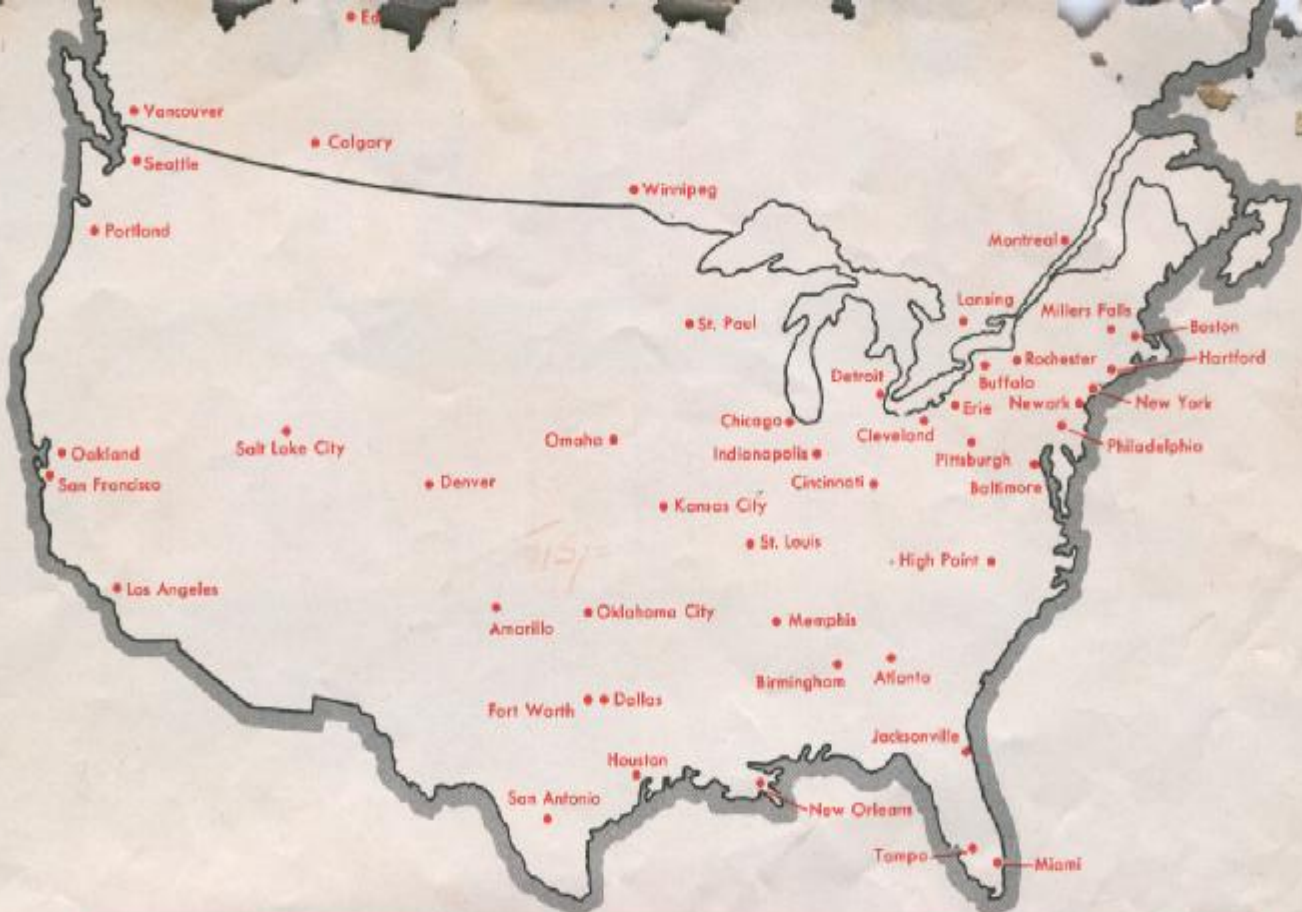 Ed
Vancouver
Calgary
Seattle
Winnipeg
Portland
Montreal
Lansing
Millers Falls
St. Paul
Boston
Rochester
Hartford
Detroit
Buffalo
Erie
Newark
New York
Chicago
Cleveland
Omaha
Salt Lake City
Oakland
Philadelphia
Indianapolis
Pittsburgh
San Francisco
Denver
Cincinnati
Baltimore
Kansas City
St. Louis
High Point
Los Angeles
Oklahoma City
Amarillo
Memphis
Birmingham
Atlanta
Fort Worth
Dallas
Jacksonville
Houston
San Antonio
New Orleans
Tampa
Miami